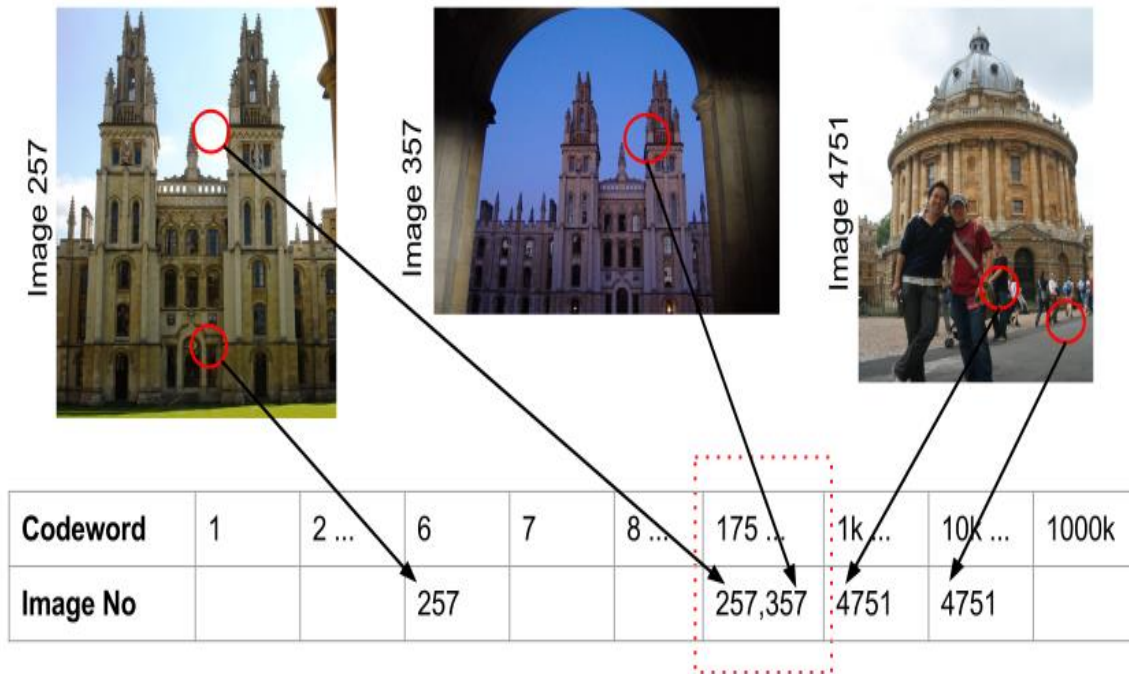 Image 257
Image 357
Image 4751
Codeword 1 2 ... 6 7 8 ... 175 ... 1k ... 10k ... 1000k
Image No 257 257,357 4751 4751